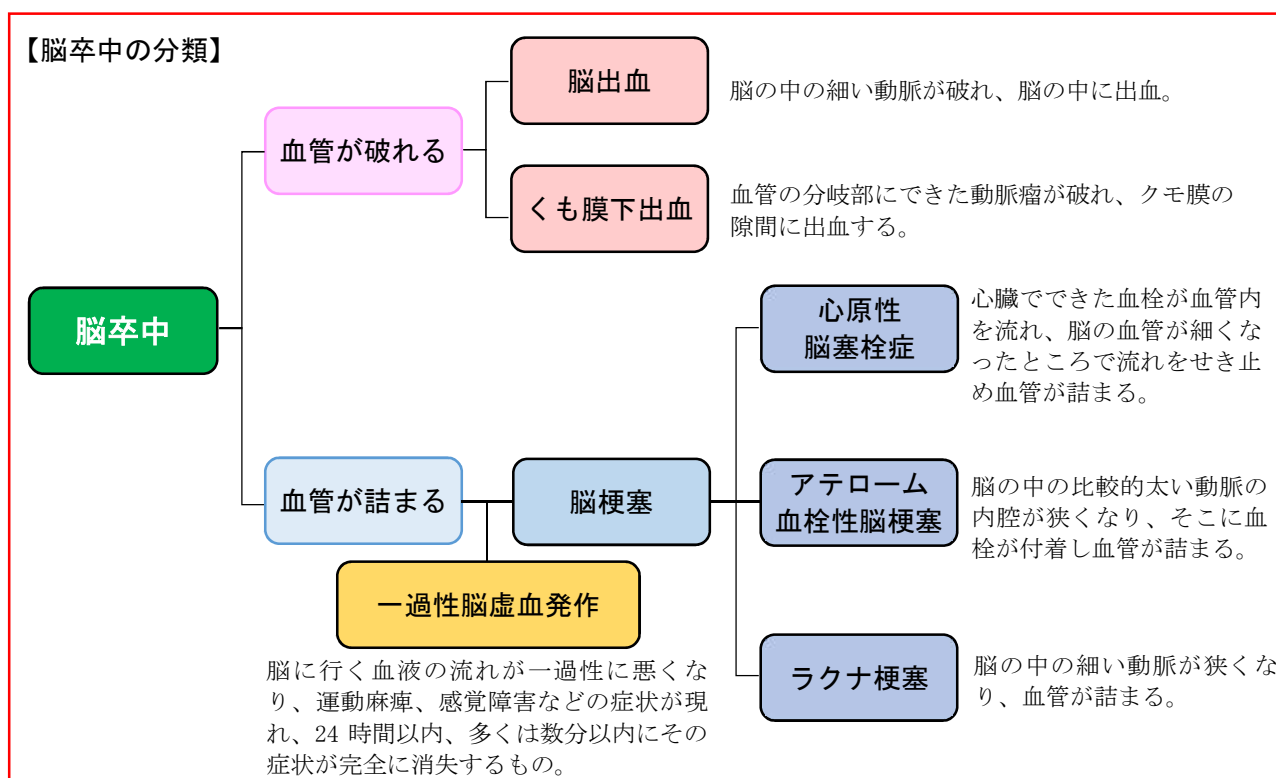 【脳卒中の分類】
脳出血
脳の中の細い動脈が破れ、脳の中に出血。
血管が破れる
くも膜下出血
血管の分岐部にできた動脈瘤が破れ、クモ膜の
隙間に出血する。
脳卒中
心原性
脳塞栓症
心臓でできた血栓が血管内
を流れ、脳の血管が細くな
ったところで流れをせき止
め血管が詰まる。
血管が詰まる
脳梗塞
アテローム
血栓性脳梗塞
脳の中の比較的太い動脈の
内腔が狭くなり、そこに血
栓が付着し血管が詰まる。
一過性脳虚血発作
脳に行く血液の流れが一過性に悪くな
り、運動麻痺、感覚障害などの症状が現
れ、24 時間以内、多くは数分以内にその
症状が完全に消失するもの。
ラクナ梗塞
脳の中の細い動脈が狭くな
り、血管が詰まる。